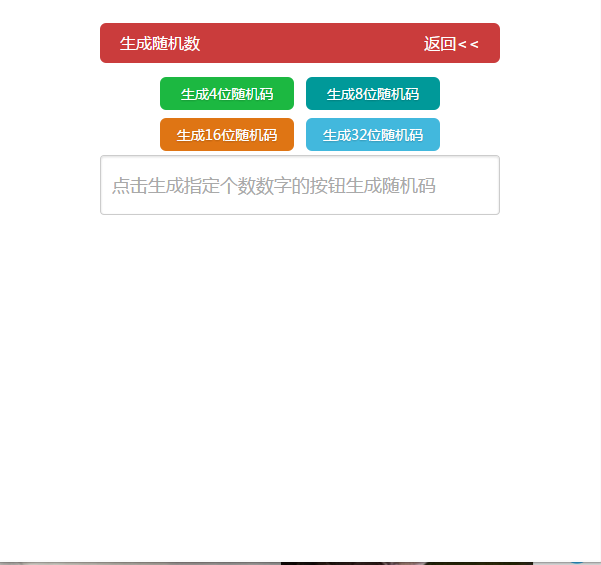 生成随机数 返回<<
生成4位随机码 生成8位随机码
生成16位随机码 生成32位随机码
点击生成指定个数数字的按钮生成随机码